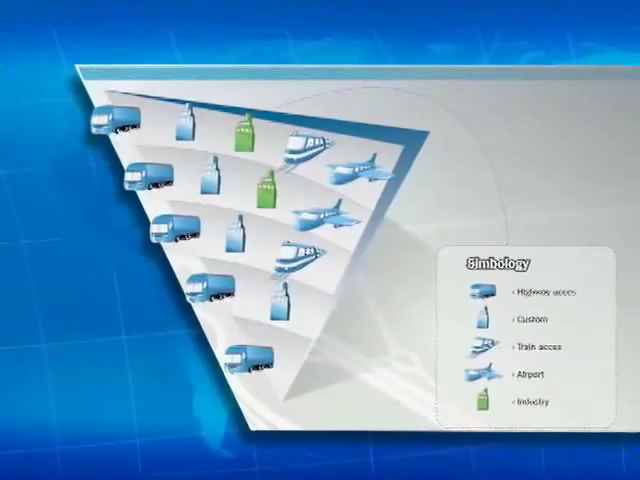 Simbology
Highway acces
Custom
Train acces
Airport
Industry